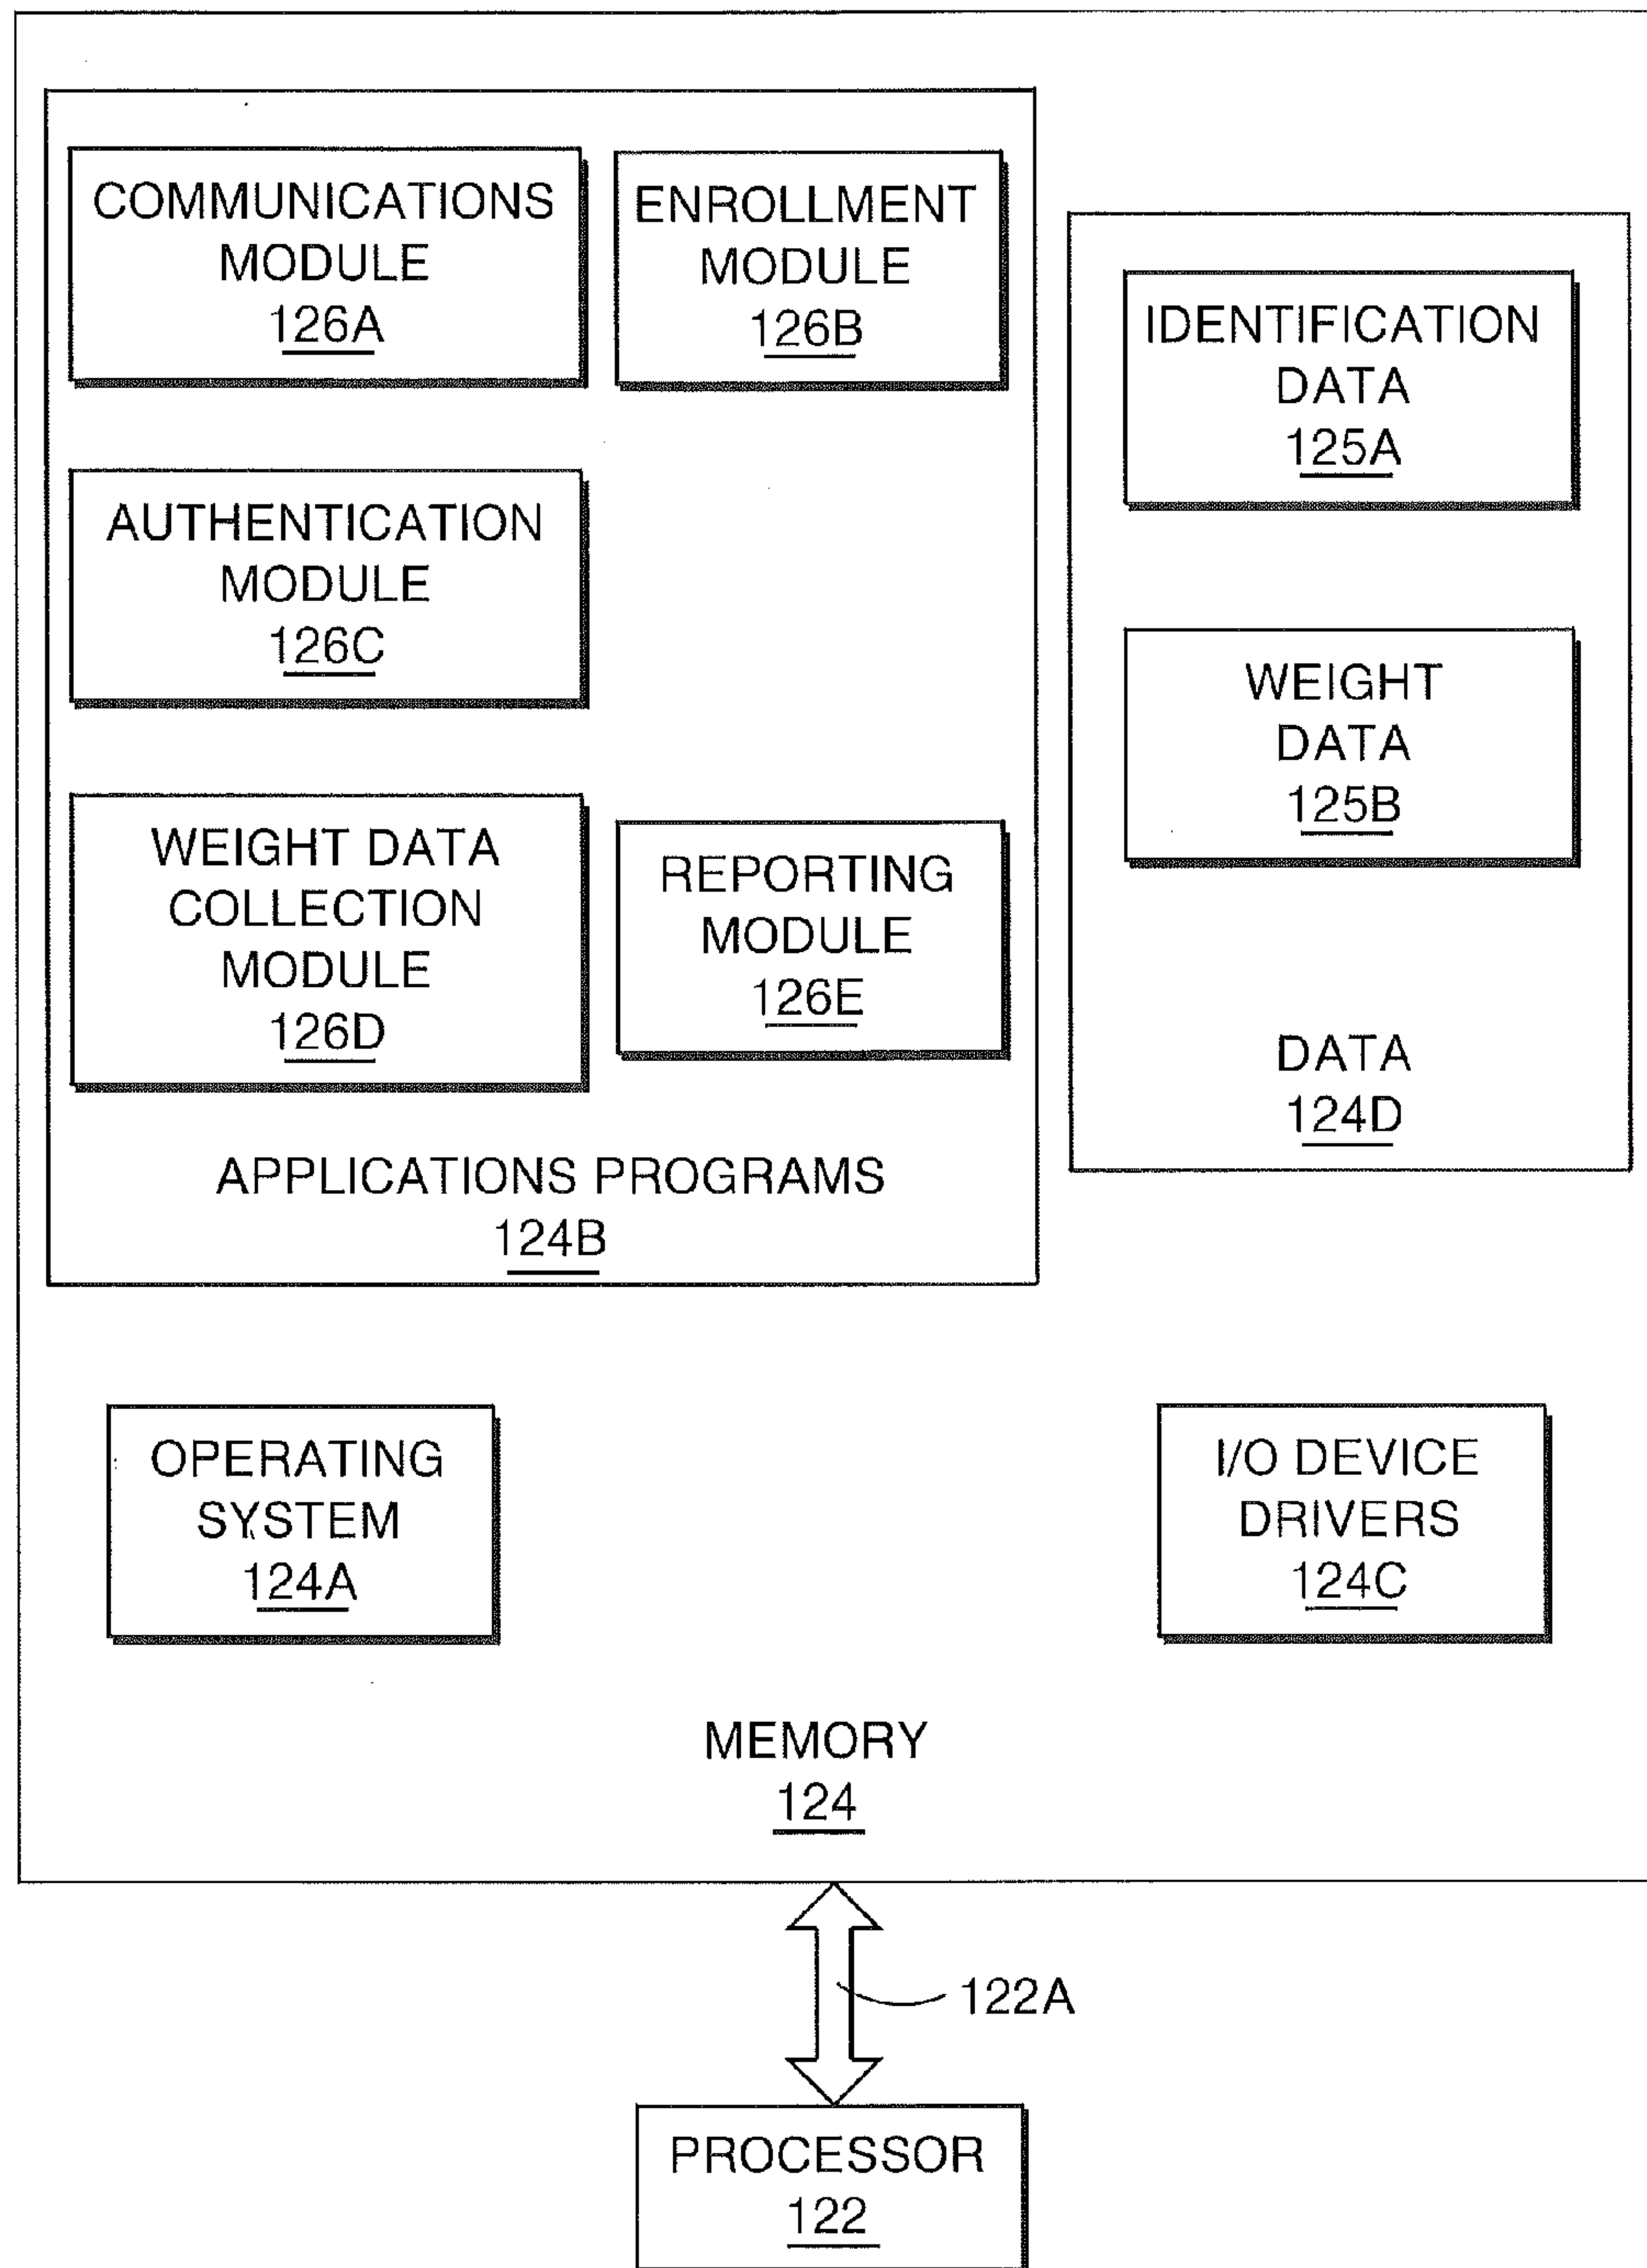 COMMUNICATIONS
MODULE
126A
ENROLLMENT
MODULE
126B
AUTHENTICATION
MODULE
126C
WEIGHT DATA
COLLECTION
MODULE
126D
REPORTING
MODULE
126E
APPLICATIONS PROGRAMS
124B
IDENTIFICATION
DATA
125A
WEIGHT
DATA
125B
DATA
124D
OPERATING
SYSTEM
124A
I/O DEVICE
DRIVERS
124C
MEMORY
124
122A
PROCESSOR
122